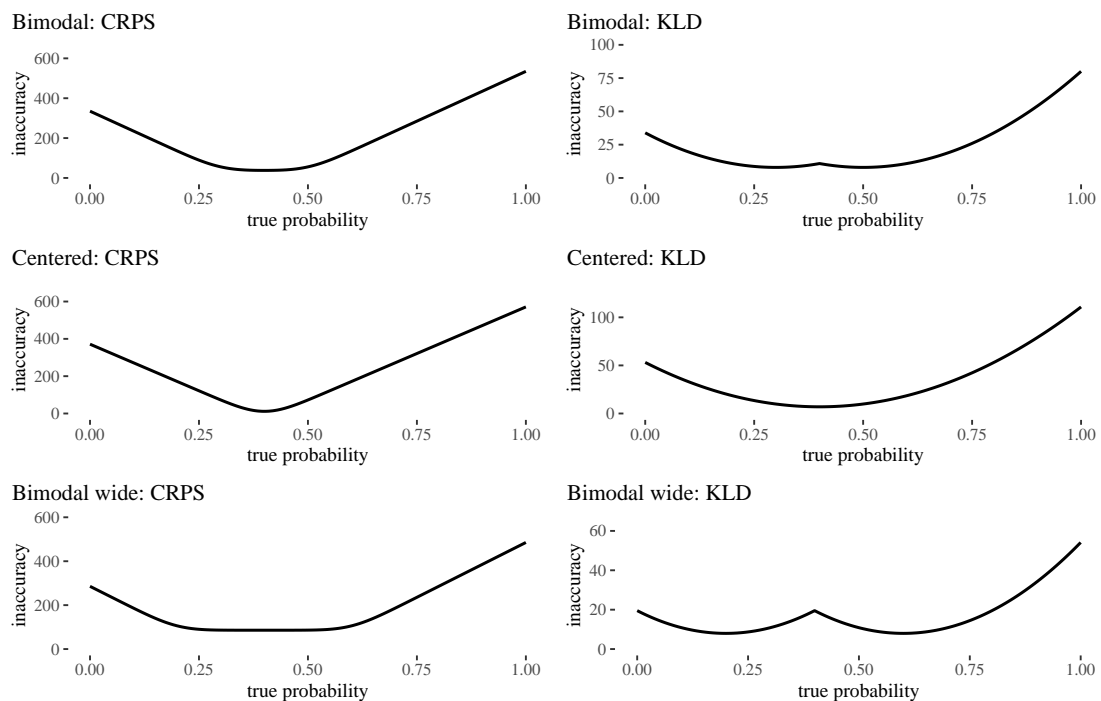 Bimodal: CRPS
600
400
200
0
inaccuracy
0.00 0.25 0.50 0.75 1.00
true probability
Bimodal: KLD
100
75
50
25
0
inaccuracy
0.00 0.25 0.50 0.75 1.00
true probability
Centered: CRPS
600
400
200
0
inaccuracy
0.00 0.25 0.50 0.75 1.00
true probability
Centered: KLD
100
50
0
inaccuracy
0.00 0.25 0.50 0.75 1.00
true probability
Bimodal wide: CRPS
600
400
200
0
inaccuracy
0.00 0.25 0.50 0.75 1.00
true probability
Bimodal wide: KLD
60
40
20
0
inaccuracy
0.00 0.25 0.50 0.75 1.00
true probability